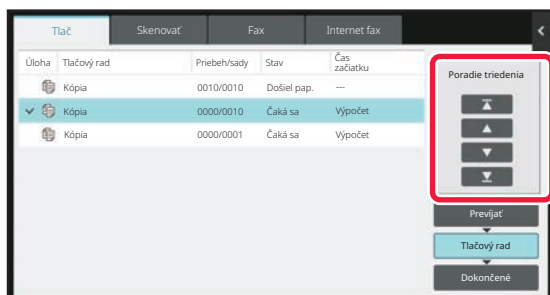 Tlač Skenovať Fax Internet fax
Úloha Tlačový rad Priebeh/sady Stav Čas začiatku
Kópia 0010/0010 Došiel pap. ---
Kópia 0000/0010 Čaká sa Výpočet
Kópia 0000/0001 Čaká sa Výpočet
Poradie triedenia
Prevíjať
Tlačový rad
Dokončené